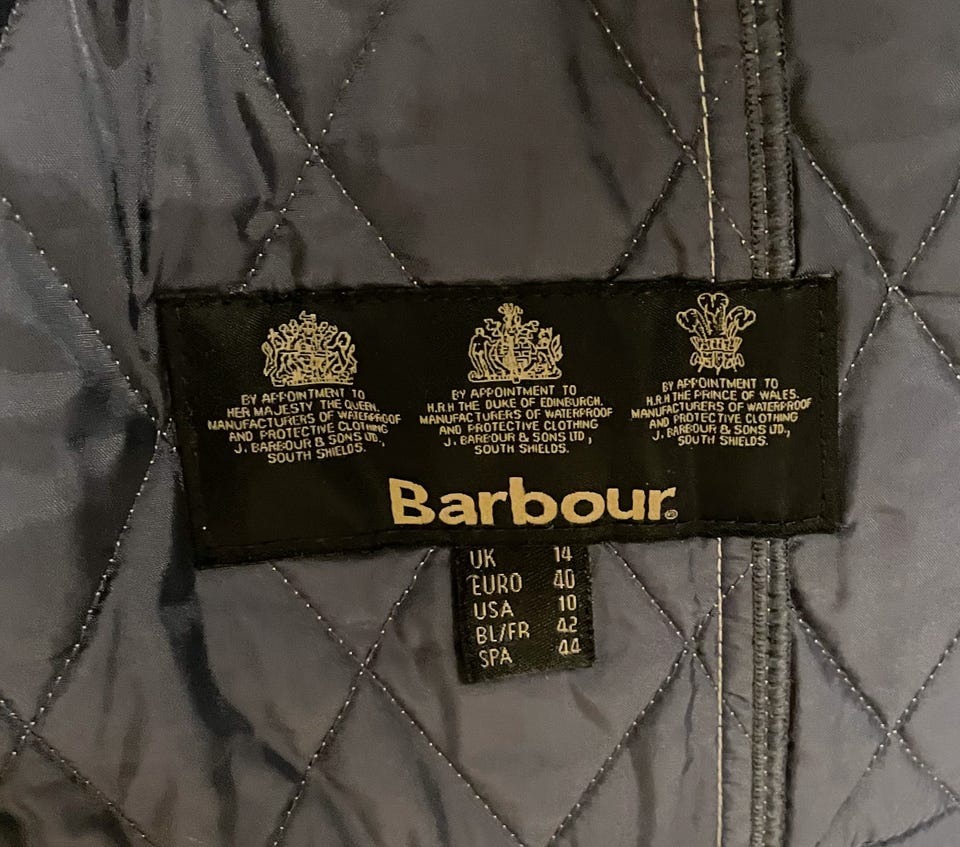 BY APPOINTMENT TO
HER MAJESTY THE QUEEN.
MANUFACTURERS OF WATERPROOF
AND PROTECTIVE CLOTHING
J. BARBOUR & SONS LTD.,
SOUTH SHIELDS.
BY APPOINTMENT TO
H.R.H THE DUKE OF EDINBURGH.
MANUFACTURERS OF WATERPROOF
AND PROTECTIVE CLOTHING
J. BARBOUR & SONS LTD,
SOUTH SHIELDS.
BY APPOINTMENT TO
H.R.H THE PRINCE OF WALES.
MANUFACTURERS OF WATERPROOF
AND PROTECTIVE CLOTHING
J. BARBOUR & SONS LTD,
SOUTH SHIELDS.
Barbour®
UK 14
EURO 40
USA 10
BL/FR 42
SPA 44